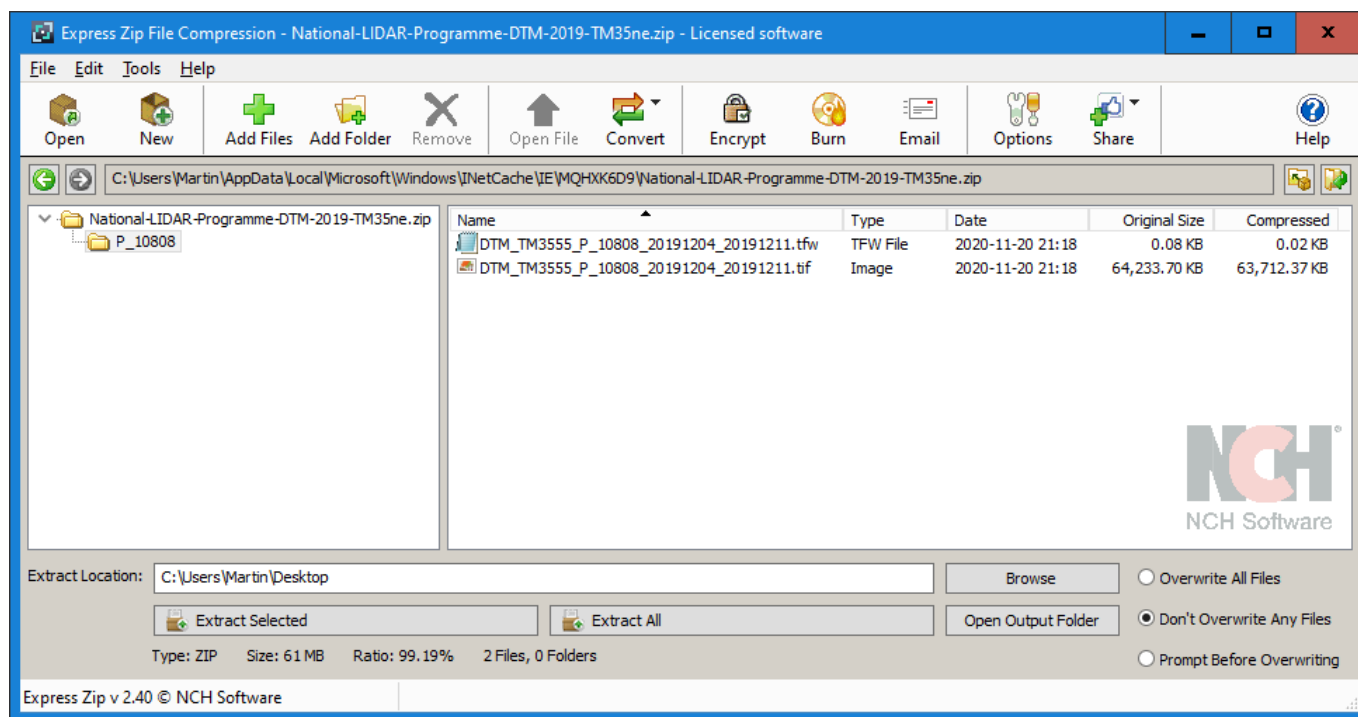 Express Zip File Compression - National-LIDAR-Programme-DTM-2019-TM35ne.zip - Licensed software
File Edit Tools Help
Open New Add Files Add Folder Remove Open File Convert Encrypt Burn Email Options Share Help
C:\Users\Martin\AppData\Local\Microsoft\Windows\INetCache\IE\MQHXK6D9\National-LIDAR-Programme-DTM-2019-TM35ne.zip
National-LIDAR-Programme-DTM-2019-TM35ne.zip
P_10808
Name Type Date Original Size Compressed
DTM_TM3555_P_10808_20191204_20191211.tfw TFW File 2020-11-20 21:18 0.08 KB 0.02 KB
DTM_TM3555_P_10808_20191204_20191211.tif Image 2020-11-20 21:18 64,233.70 KB 63,712.37 KB
NCH®
NCH Software
Extract Location: C:\Users\Martin\Desktop Browse Overwrite All Files
Extract Selected Extract All Open Output Folder Don't Overwrite Any Files
Type: ZIP Size: 61 MB Ratio: 99.19% 2 Files, 0 Folders Prompt Before Overwriting
Express Zip v 2.40 © NCH Software